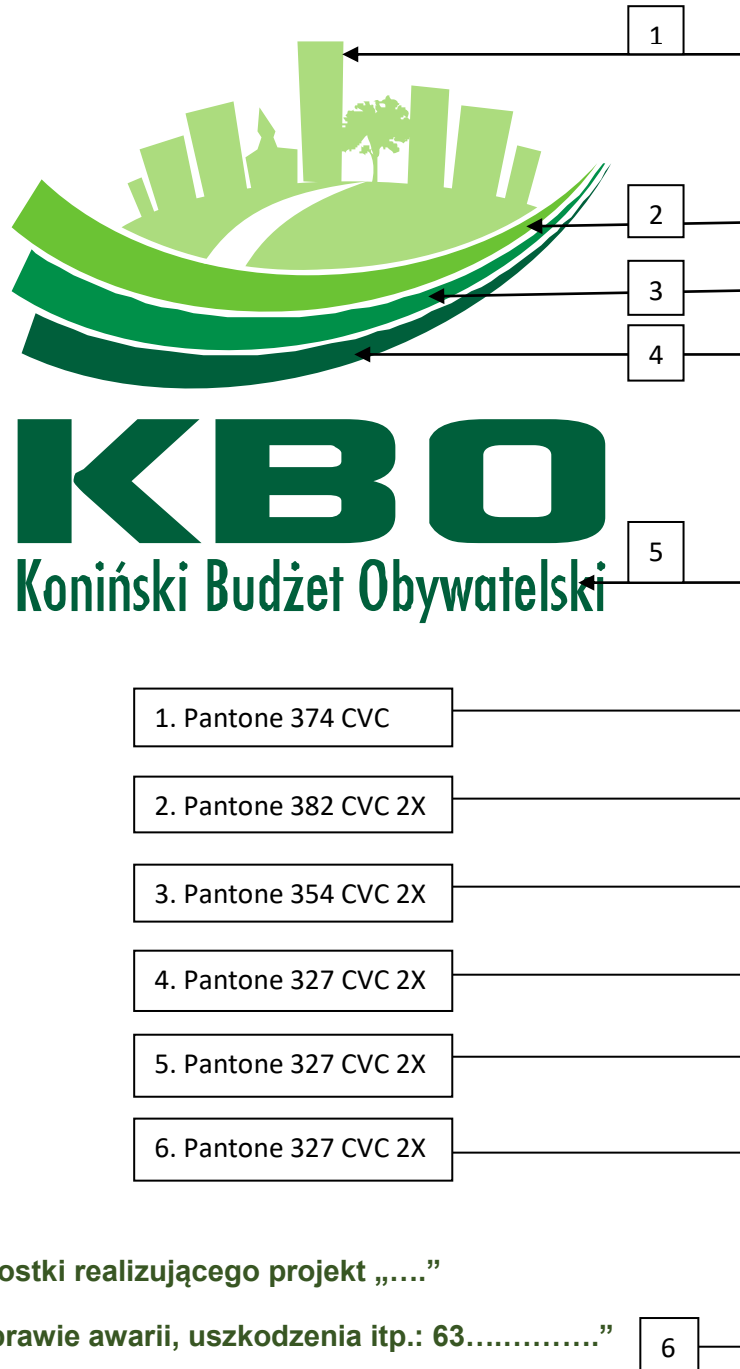 1
2
3
4
KBO
5
Koniński Budżet Obywatelski
1. Pantone 374 CVC
2. Pantone 382 CVC 2X
3. Pantone 354 CVC 2X
4. Pantone 327 CVC 2X
5. Pantone 327 CVC 2X
6. Pantone 327 CVC 2X
ostki realizującego projekt „….”
prawie awarii, uszkodzenia itp.: 63…..……….”
6